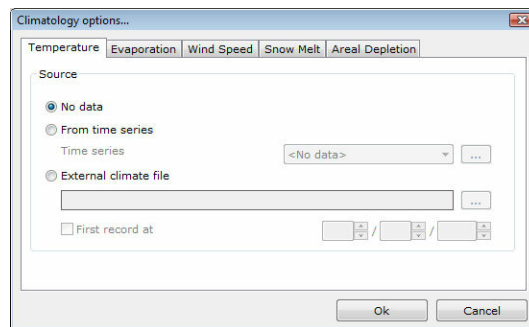 Climatology options...
Temperature Evaporation Wind Speed Snow Melt Areal Depletion
Source
No data
From time series
Time series <No data> ...
External climate file
...
First record at / /
Ok Cancel